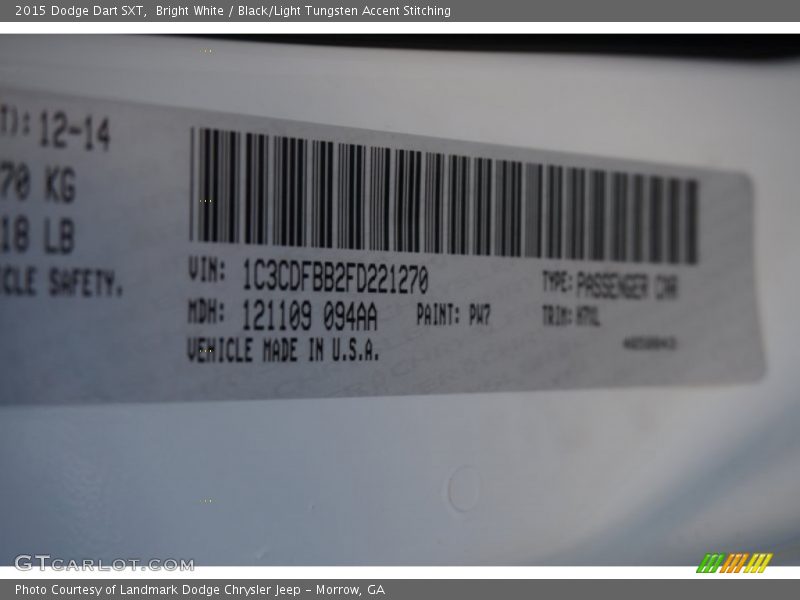 2015 Dodge Dart SXT, Bright White / Black/Light Tungsten Accent Stitching
T): 12-14
70 KG
18 LB
ICLE SAFETY.
VIN: 1C3CDFBB2FD221270
TYPE: PASSENGER CAR
MDH: 121109 094AA
PAINT: PW7
TRIM:
VEHICLE MADE IN U.S.A.
GTCARLOT.COM
Photo Courtesy of Landmark Dodge Chrysler Jeep - Morrow, GA